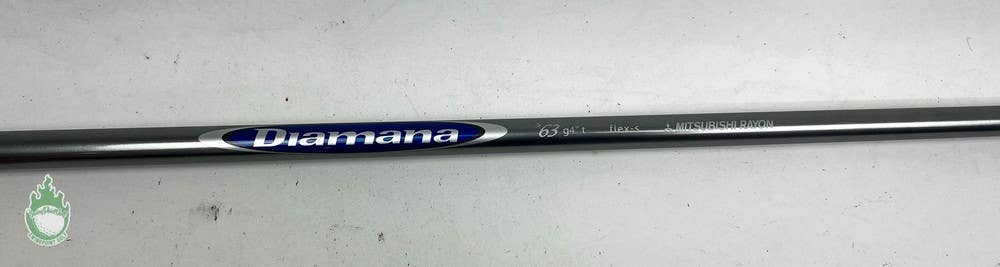 Diamana
63 g4" t flex-s MITSUBISHI RAYON